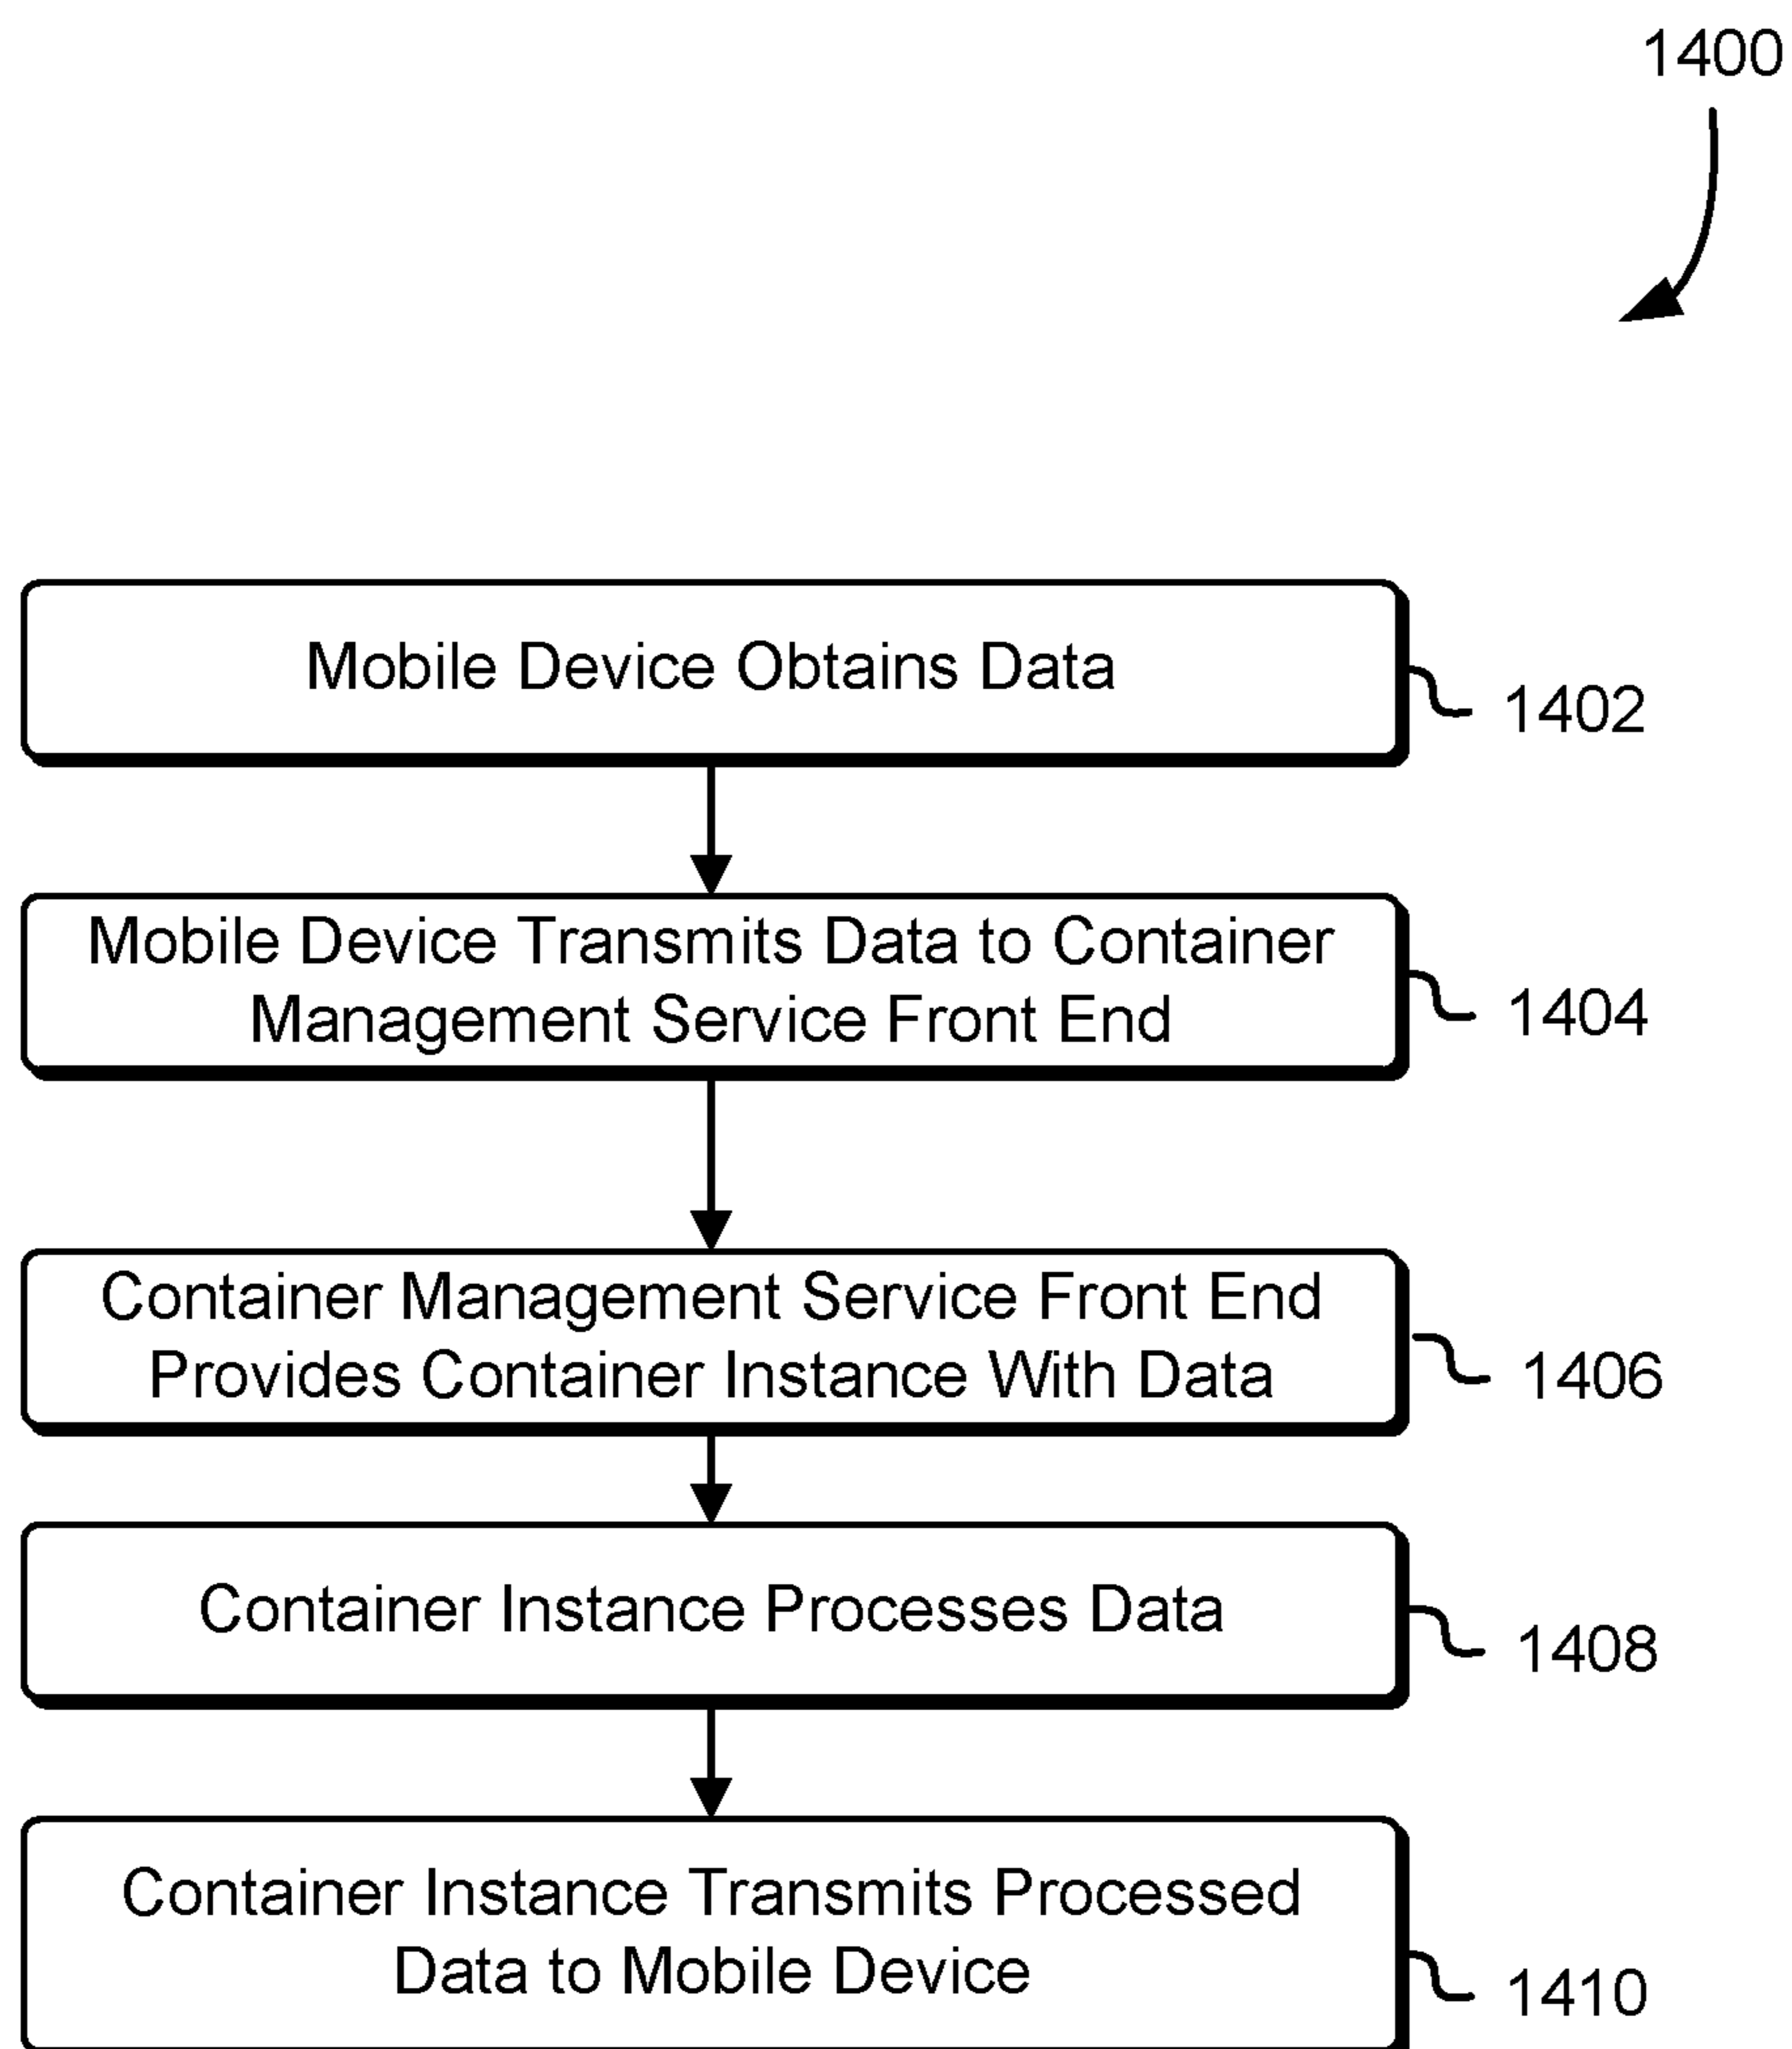 1400
Mobile Device Obtains Data
1402
Mobile Device Transmits Data to Container
Management Service Front End
1404
Container Management Service Front End
Provides Container Instance With Data
1406
Container Instance Processes Data
1408
Container Instance Transmits Processed
Data to Mobile Device
1410